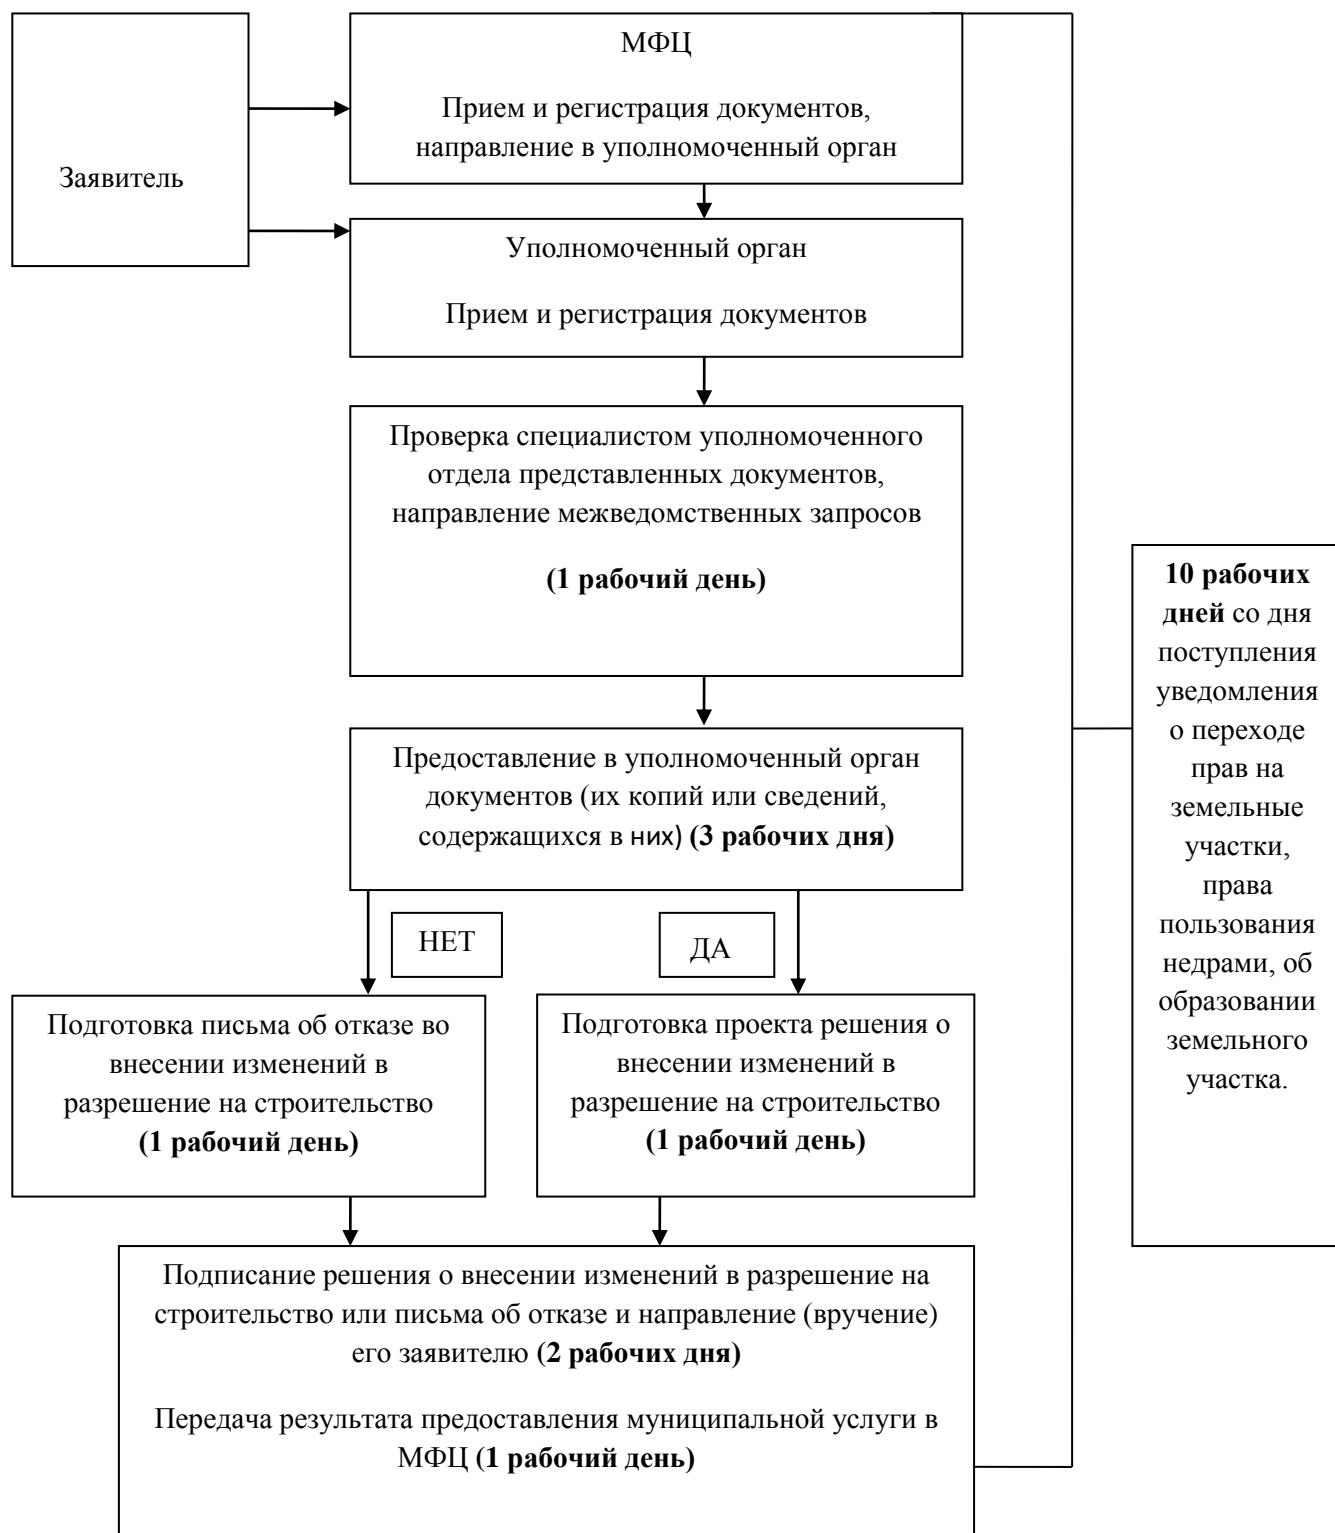 Заявитель
МФЦ
Прием и регистрация документов,
направление в уполномоченный орган
Уполномоченный орган
Прием и регистрация документов
Проверка специалистом уполномоченного
отдела представленных документов,
направление межведомственных запросов
(1 рабочий день)
Предоставление в уполномоченный орган
документов (их копий или сведений,
содержащихся в них) (3 рабочих дня)
НЕТ
ДА
Подготовка письма об отказе во
внесении изменений в
разрешение на строительство
(1 рабочий день)
Подготовка проекта решения о
внесении изменений в
разрешение на строительство
(1 рабочий день)
Подписание решения о внесении изменений в разрешение на
строительство или письма об отказе и направление (вручение)
его заявителю (2 рабочих дня)
Передача результата предоставления муниципальной услуги в
МФЦ (1 рабочий день)
10 рабочих
дней со дня
поступления
уведомления
о переходе
прав на
земельные
участки,
права
пользования
недрами, об
образовании
земельного
участка.